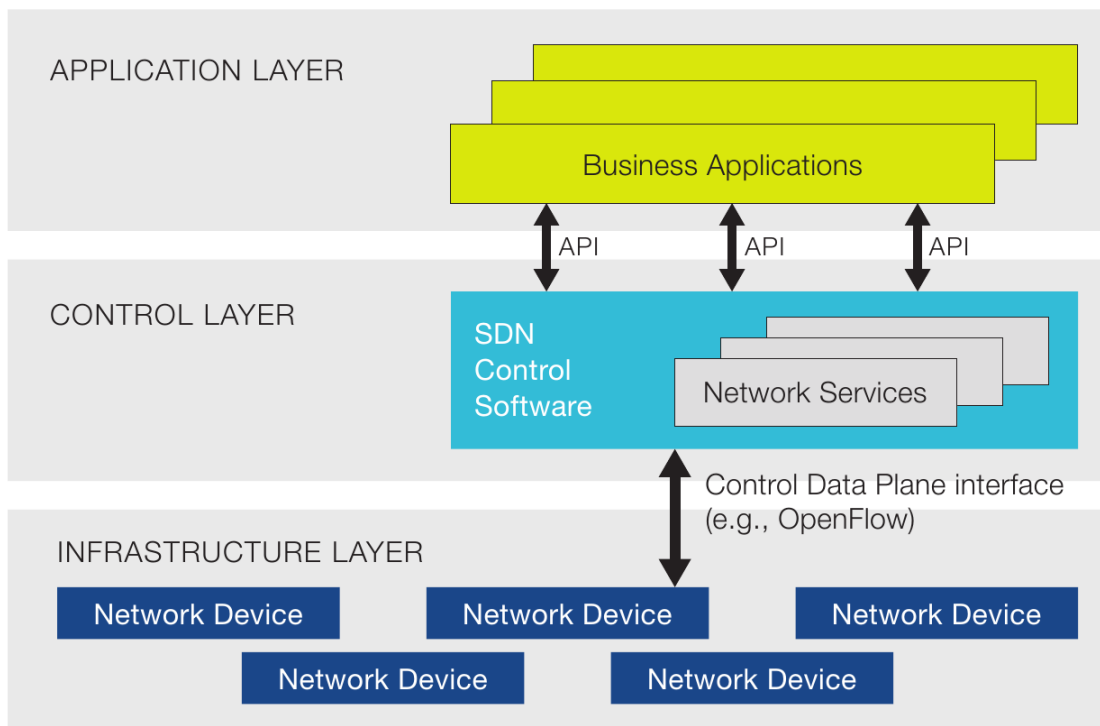 APPLICATION LAYER
Business Applications
API
API
API
CONTROL LAYER
SDN
Control
Software
Network Services
Control Data Plane interface
(e.g., OpenFlow)
INFRASTRUCTURE LAYER
Network Device
Network Device
Network Device
Network Device
Network Device